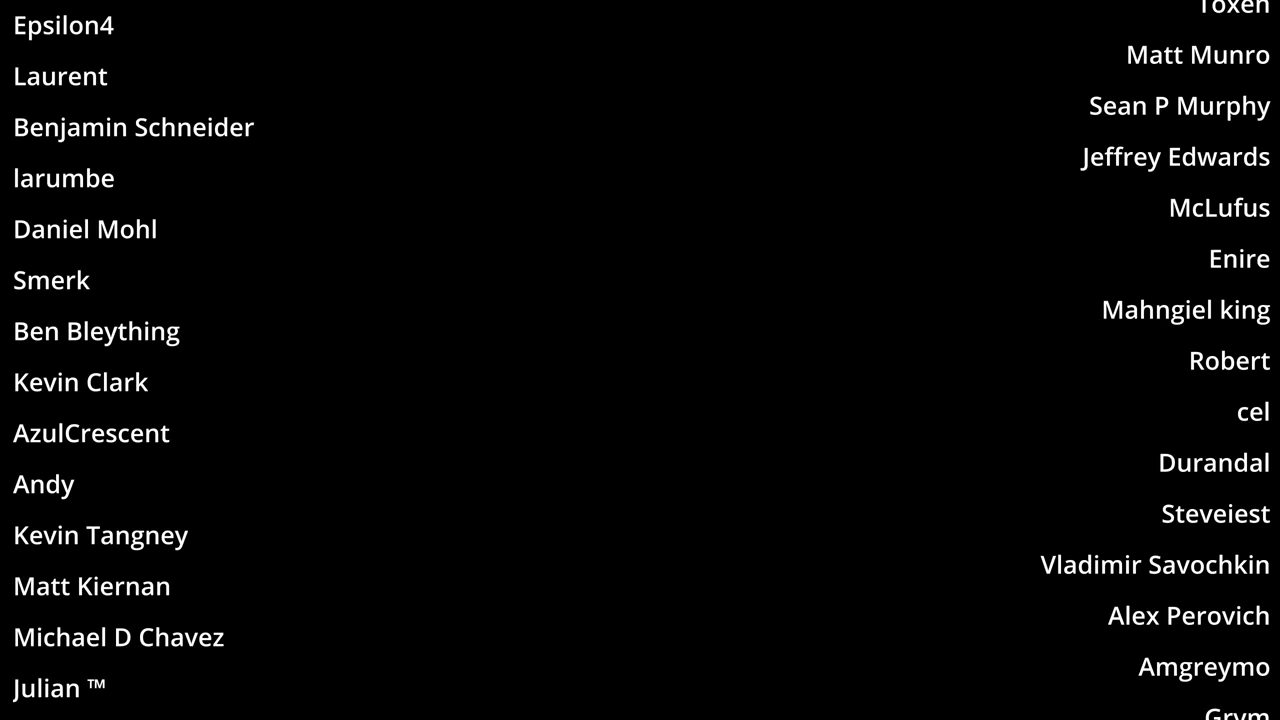 Epsilon4
Laurent
Benjamin Schneider
larumbe
Daniel Mohl
Smerk
Ben Bleything
Kevin Clark
AzulCrescent
Andy
Kevin Tangney
Matt Kiernan
Michael D Chavez
Julian ™
Toxen
Matt Munro
Sean P Murphy
Jeffrey Edwards
McLufus
Enire
Mahngiel king
Robert
cel
Durandal
Steveiest
Vladimir Savochkin
Alex Perovich
Amgreymo